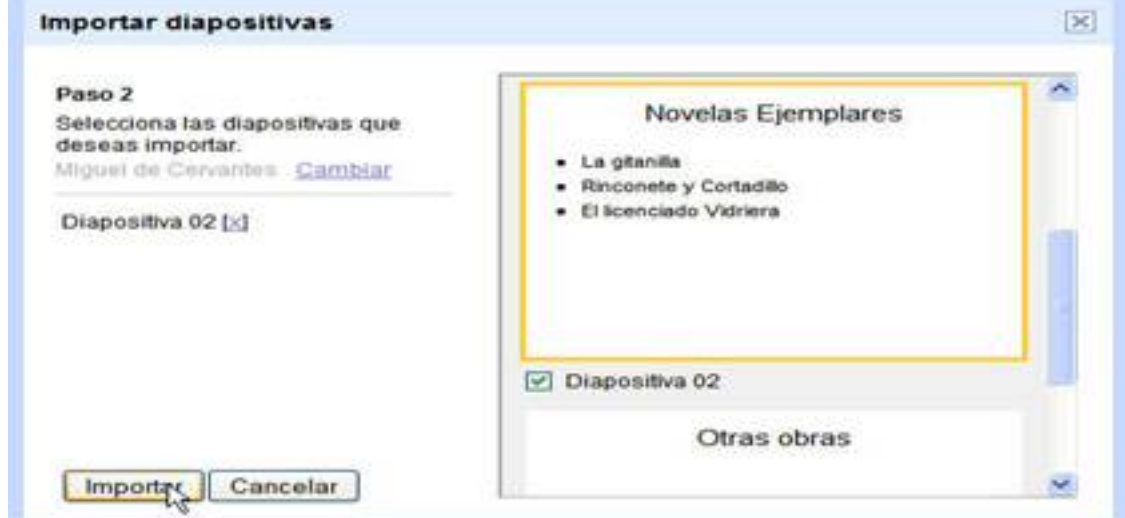 Importar diapositivas
Paso 2
Selecciona las diapositivas que
deseas importar.
Miguel de Cervantes Cambiar
Diapositiva 02 [x]
Importar
Cancelar
Novelas Ejemplares
• La gitanilla
• Rinconete y Cortadillo
• El licenciado Vidriera
Diapositiva 02
Otras obras